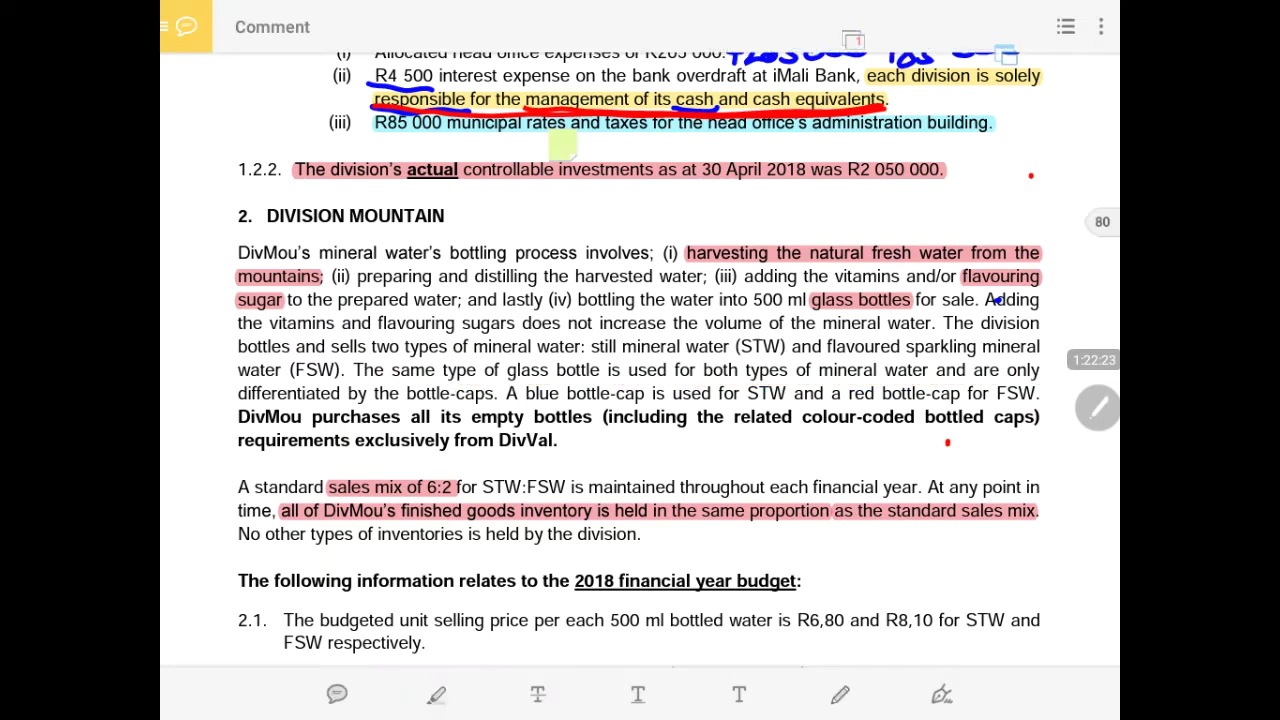 Comment
1
(i) Allocated head office expenses of R285 000.
(ii) R4 500 interest expense on the bank overdraft at iMali Bank, each division is solely
responsible for the management of its cash and cash equivalents.
(iii) R85 000 municipal rates and taxes for the head office's administration building.
1.2.2. The division's actual controllable investments as at 30 April 2018 was R2 050 000.
80
2. DIVISION MOUNTAIN
DivMou's mineral water's bottling process involves; (i) harvesting the natural fresh water from the
mountains; (ii) preparing and distilling the harvested water; (iii) adding the vitamins and/or flavouring
sugar to the prepared water; and lastly (iv) bottling the water into 500 ml glass bottles for sale. Adding
the vitamins and flavouring sugars does not increase the volume of the mineral water. The division
bottles and sells two types of mineral water: still mineral water (STW) and flavoured sparkling mineral
1:22:23
water (FSW). The same type of glass bottle is used for both types of mineral water and are only
differentiated by the bottle-caps. A blue bottle-cap is used for STW and a red bottle-cap for FSW.
DivMou purchases all its empty bottles (including the related colour-coded bottled caps)
requirements exclusively from DivVal.
A standard sales mix of 6:2 for STW:FSW is maintained throughout each financial year. At any point in
time, all of DivMou's finished goods inventory is held in the same proportion as the standard sales mix.
No other types of inventories is held by the division.
The following information relates to the 2018 financial year budget:
2.1. The budgeted unit selling price per each 500 ml bottled water is R6,80 and R8,10 for STW and
FSW respectively.